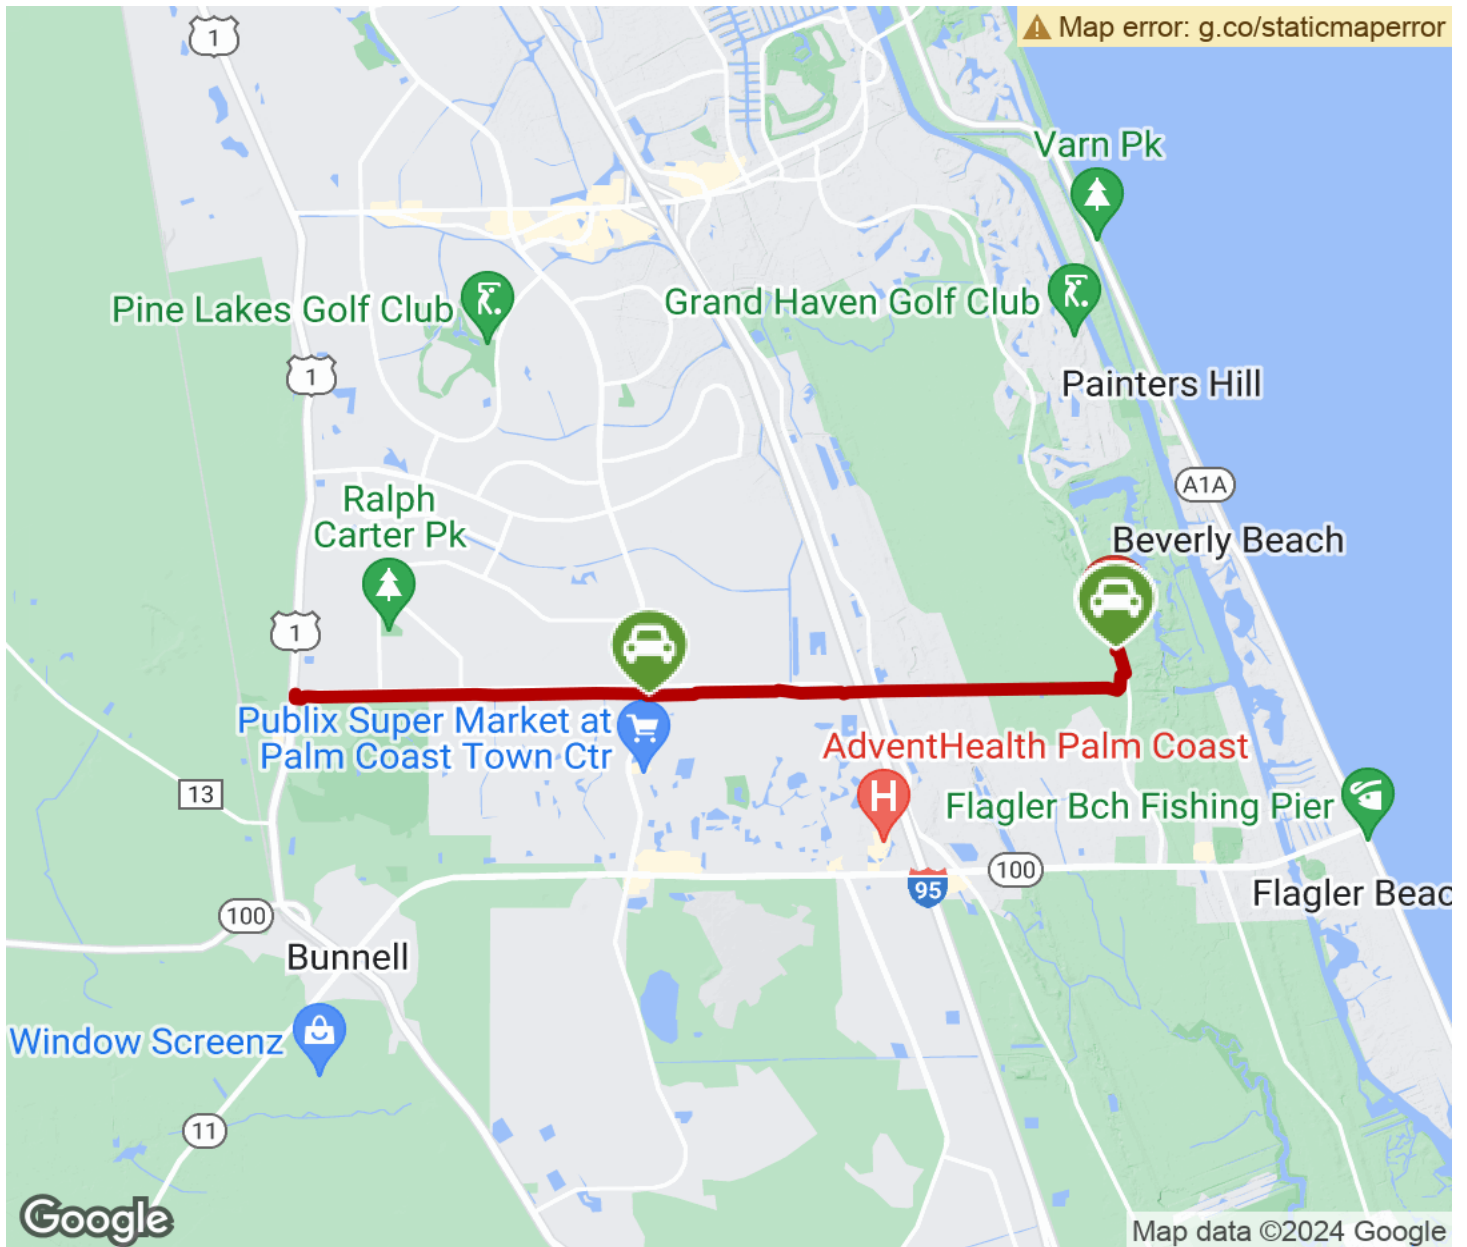 Map error: g.co/staticmaperror
1
Varn Pk
Pine Lakes Golf Club
Grand Haven Golf Club
1
Painters Hill
A1A
Ralph
Carter Pk
Beverly Beach
1
Publix Super Market at
Palm Coast Town Ctr
AdventHealth Palm Coast
H
13
Flagler Bch Fishing Pier
100
95
Flagler Beac
100
Bunnell
Window Screenz
11
Google
Map data ©2024 Google